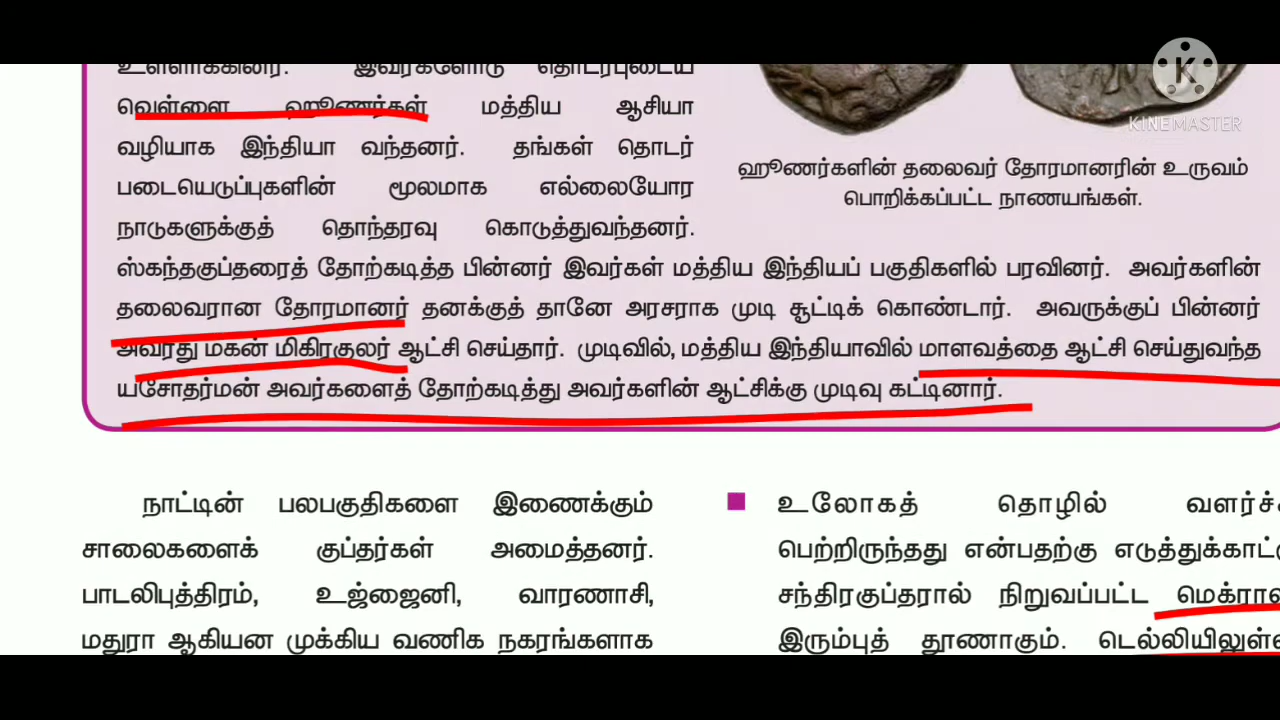 உள்ளாக்கினர். இவர்களோடு தொடர்புடைய
வெள்ளை ஹூணர்கள் மத்திய ஆசியா
வழியாக இந்தியா வந்தனர். தங்கள் தொடர்
படையெடுப்புகளின் மூலமாக எல்லையோர
நாடுகளுக்குத் தொந்தரவு கொடுத்துவந்தனர்.
ஸ்கந்தகுப்தரைத் தோற்கடித்த பின்னர் இவர்கள் மத்திய இந்தியப் பகுதிகளில் பரவினர். அவர்களின்
தலைவரான தோரமானர் தனக்குத் தானே அரசராக முடி சூட்டிக் கொண்டார். அவருக்குப் பின்னர்
அவரது மகன் மிகிரகுலர் ஆட்சி செய்தார். முடிவில், மத்திய இந்தியாவில் மாளவத்தை ஆட்சி செய்துவந்த
யசோதர்மன் அவர்களைத் தோற்கடித்து அவர்களின் ஆட்சிக்கு முடிவு கட்டினார்.
K
KINEMASTER
ஹூணர்களின் தலைவர் தோரமானரின் உருவம்
பொறிக்கப்பட்ட நாணயங்கள்.
நாட்டின் பலபகுதிகளை இணைக்கும்
சாலைகளைக் குப்தர்கள் அமைத்தனர்.
பாடலிபுத்திரம், உஜ்ஜைனி, வாரணாசி,
மதுரா ஆகியன முக்கிய வணிக நகரங்களாக
உலோகத் தொழில்
பெற்றிருந்தது என்பதற்கு
சந்திரகுப்தரால் நிறுவப்பட்ட
இரும்புத் தூணாகும்.